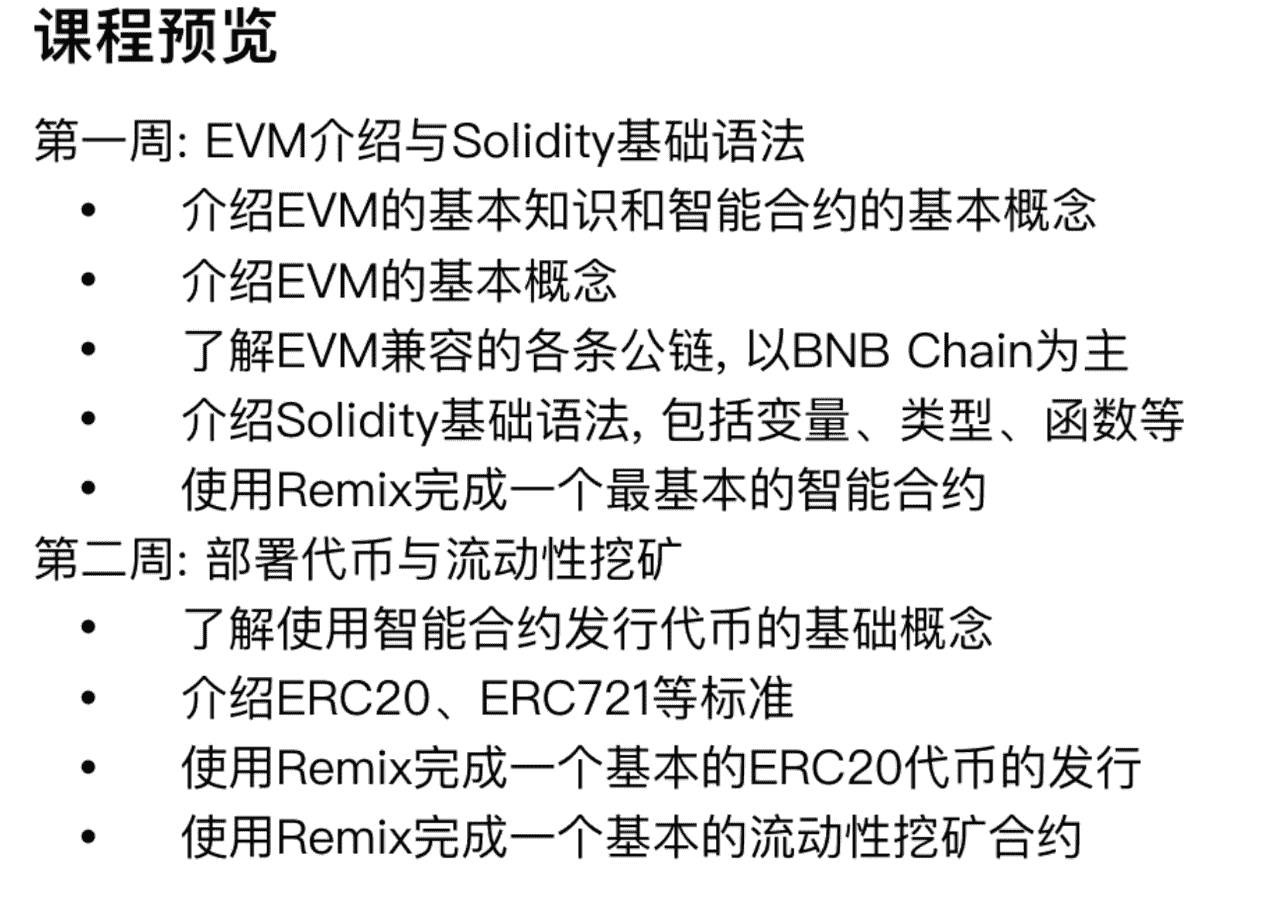 课程预览
第一周: EVM介绍与Solidity基础语法
• 介绍EVM的基本知识和智能合约的基本概念
• 介绍EVM的基本概念
• 了解EVM兼容的各条公链, 以BNB Chain为主
• 介绍Solidity基础语法, 包括变量、类型、函数等
• 使用Remix完成一个最基本的智能合约
第二周: 部署代币与流动性挖矿
• 了解使用智能合约发行代币的基础概念
• 介绍ERC20、ERC721等标准
• 使用Remix完成一个基本的ERC20代币的发行
• 使用Remix完成一个基本的流动性挖矿合约